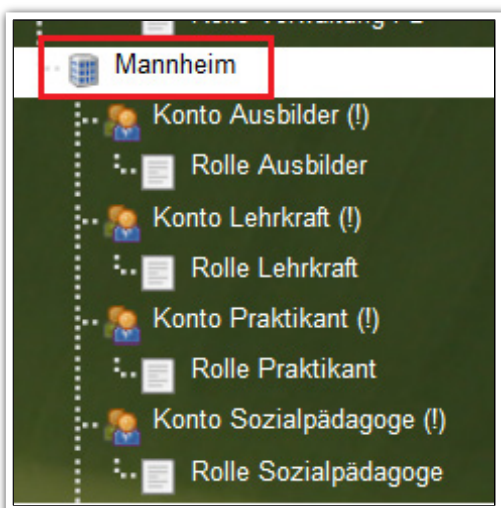 Mannheim
Konto Ausbilder (!)
Rolle Ausbilder
Konto Lehrkraft (!)
Rolle Lehrkraft
Konto Praktikant (!)
Rolle Praktikant
Konto Sozialpädagoge (!)
Rolle Sozialpädagoge